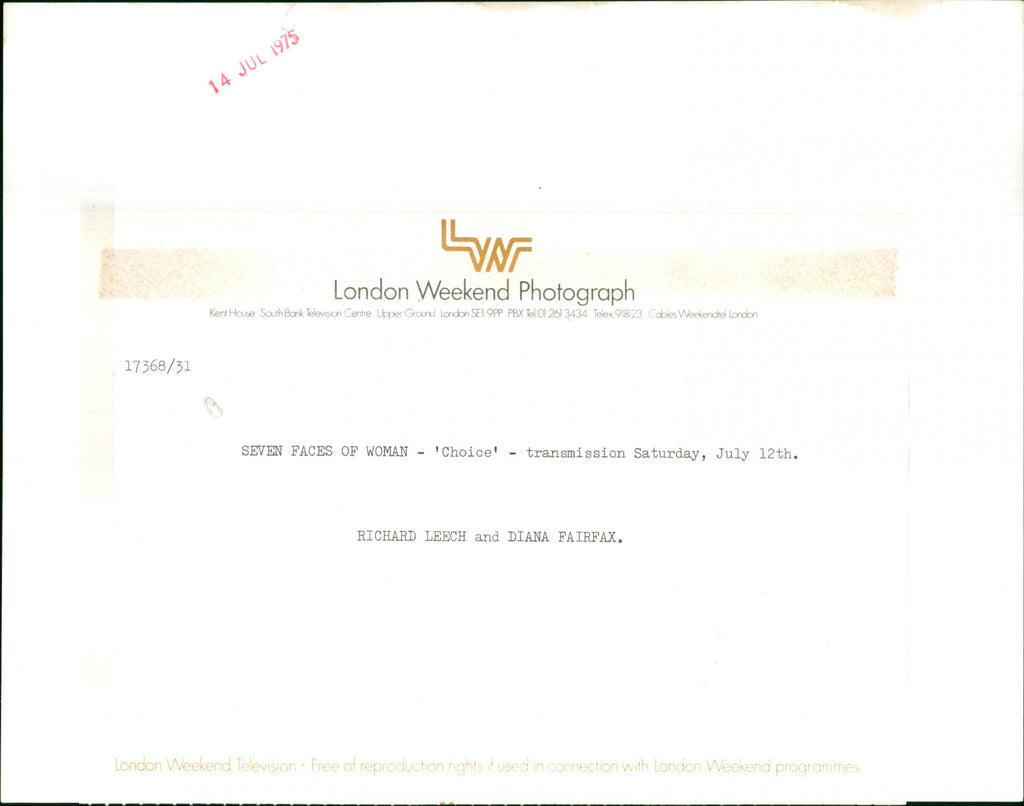 14 JUL 1975
LWT
London Weekend Photograph
Kent House South Bank Television Centre Upper Ground London SE1 9PP PBX Tel 01 261 3434 Telex 918123 Cables Weekendtel London
17368/31
SEVEN FACES OF WOMAN - 'Choice' - transmission Saturday, July 12th.
RICHARD LEECH and DIANA FAIRFAX.
London Weekend Television · Free of reproduction rights if used in connection with London Weekend programmes